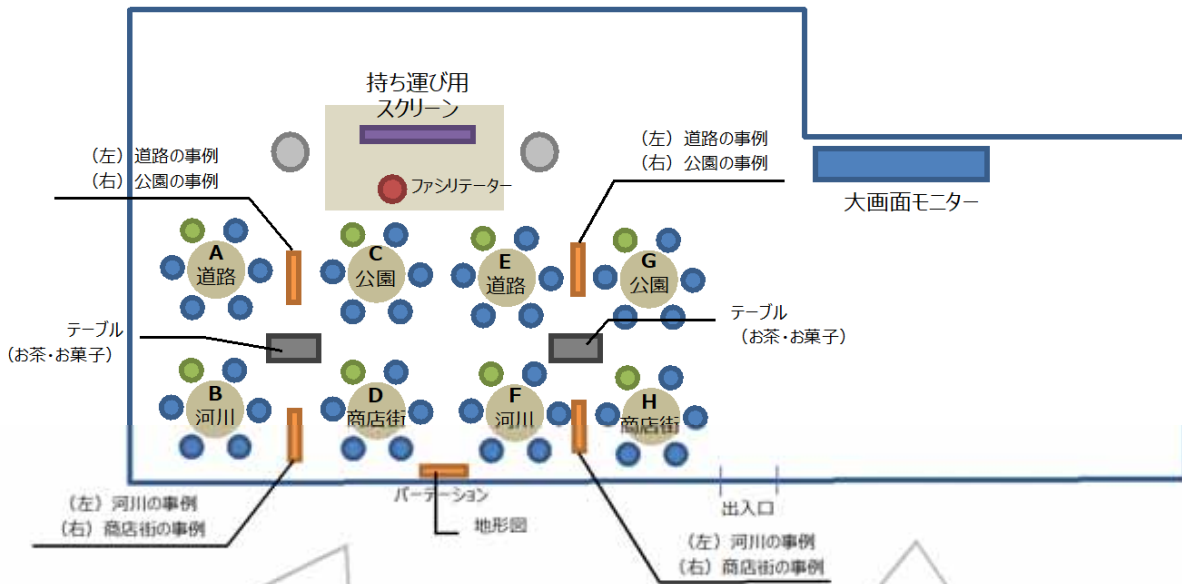 持ち運び用
スクリーン
(左) 道路の事例
(右) 公園の事例
(左) 道路の事例
(右) 公園の事例
ファシリテーター
大画面モニター
A
道路
C
公園
E
道路
G
公園
テーブル
(お茶・お菓子)
テーブル
(お茶・お菓子)
B
河川
D
商店街
F
河川
H
商店街
パーテーション
(左) 河川の事例
(右) 商店街の事例
地形図
出入口
(左) 河川の事例
(右) 商店街の事例